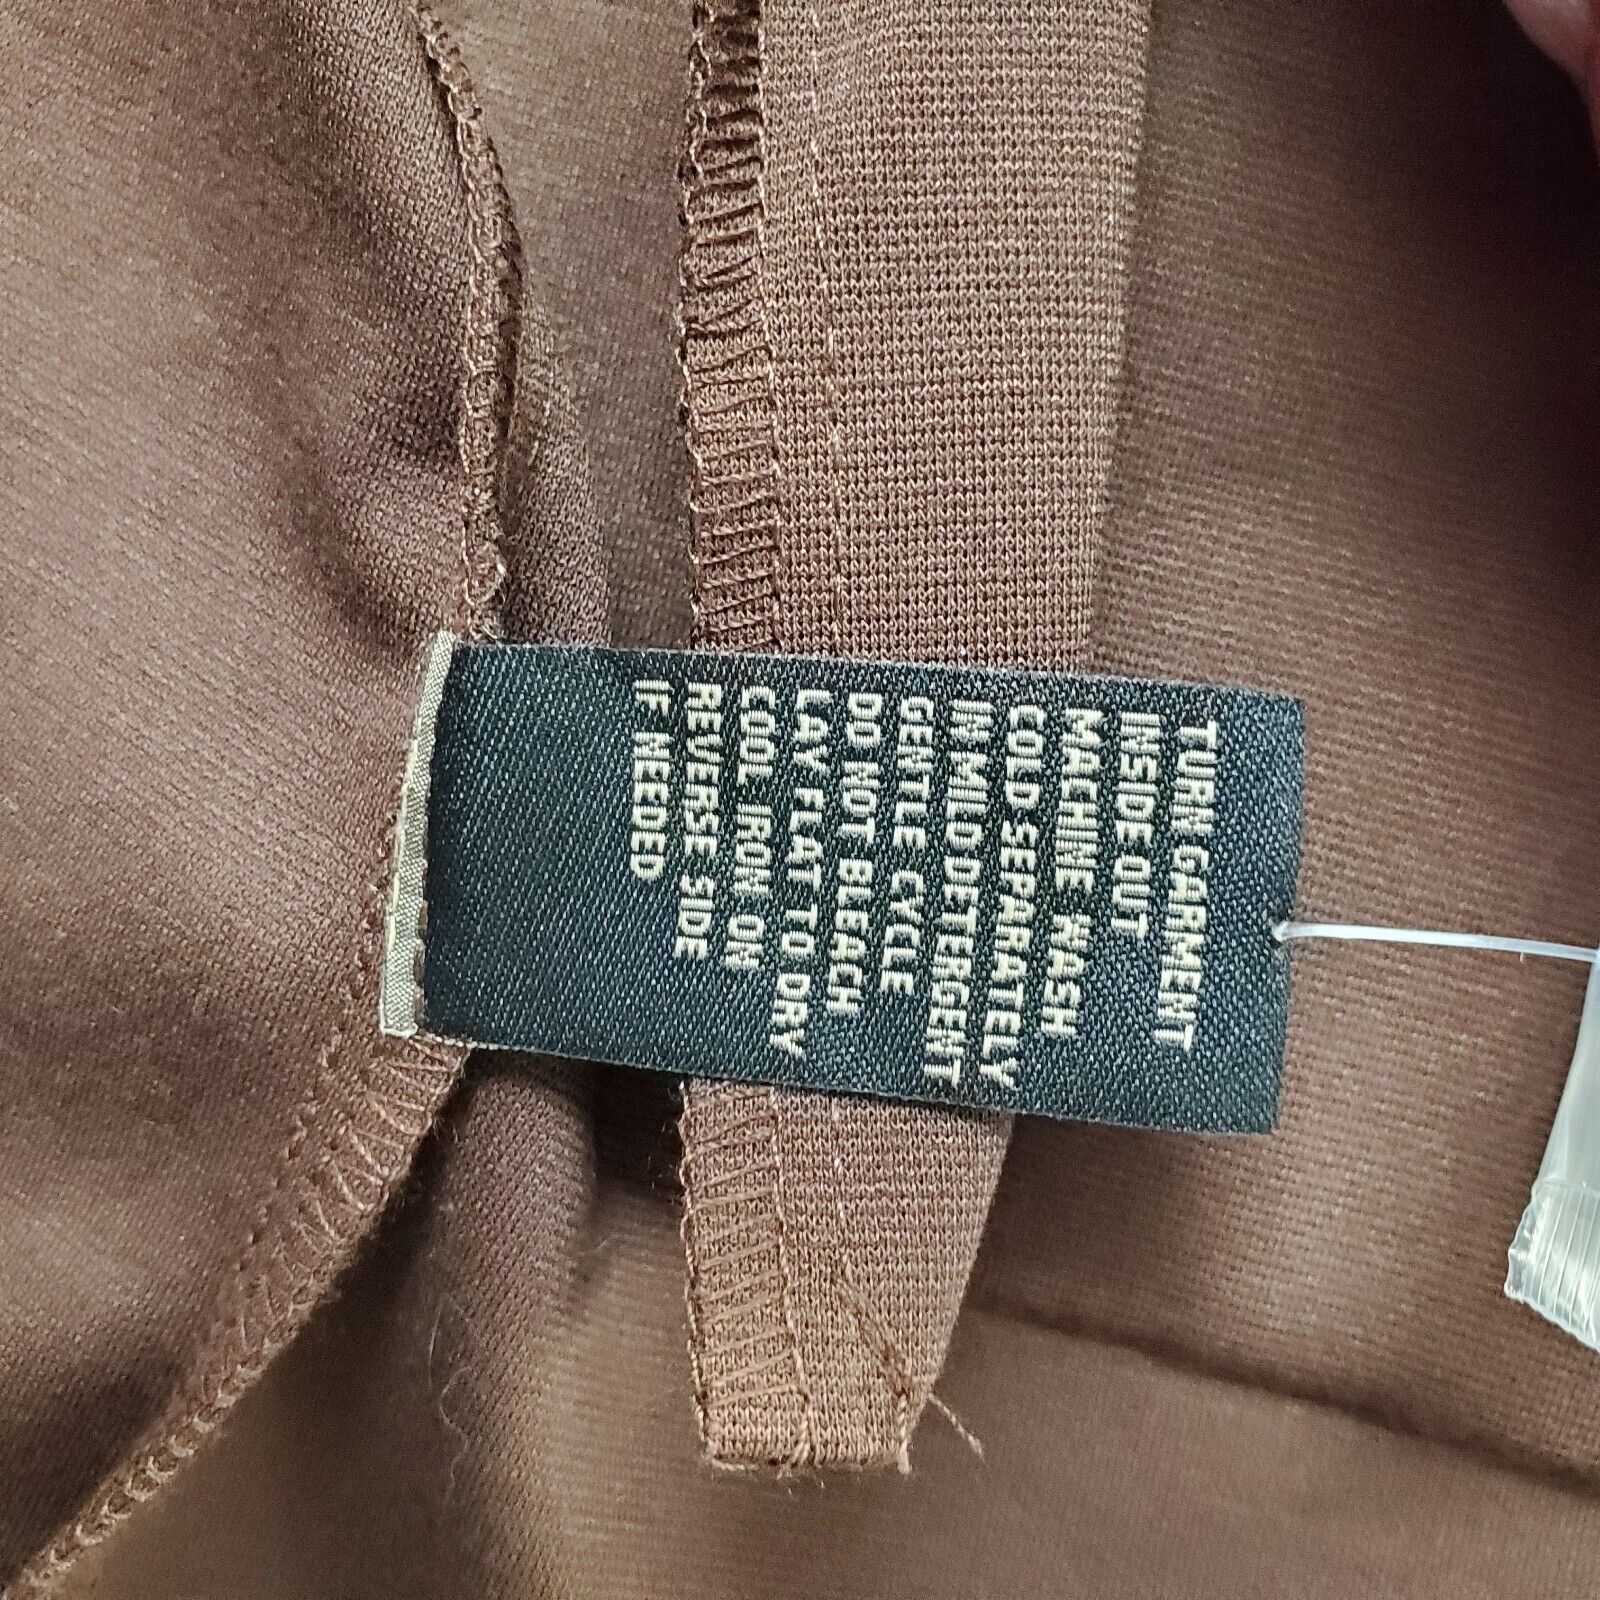 TURN GARMENT
INSIDE OUT
MACHINE WASH
COLD SEPARATELY
IN MILD DETERGENT
GENTLE CYCLE
DO NOT BLEACH
LAY FLAT TO DRY
COOL IRON ON
REVERSE SIDE
IF NEEDED